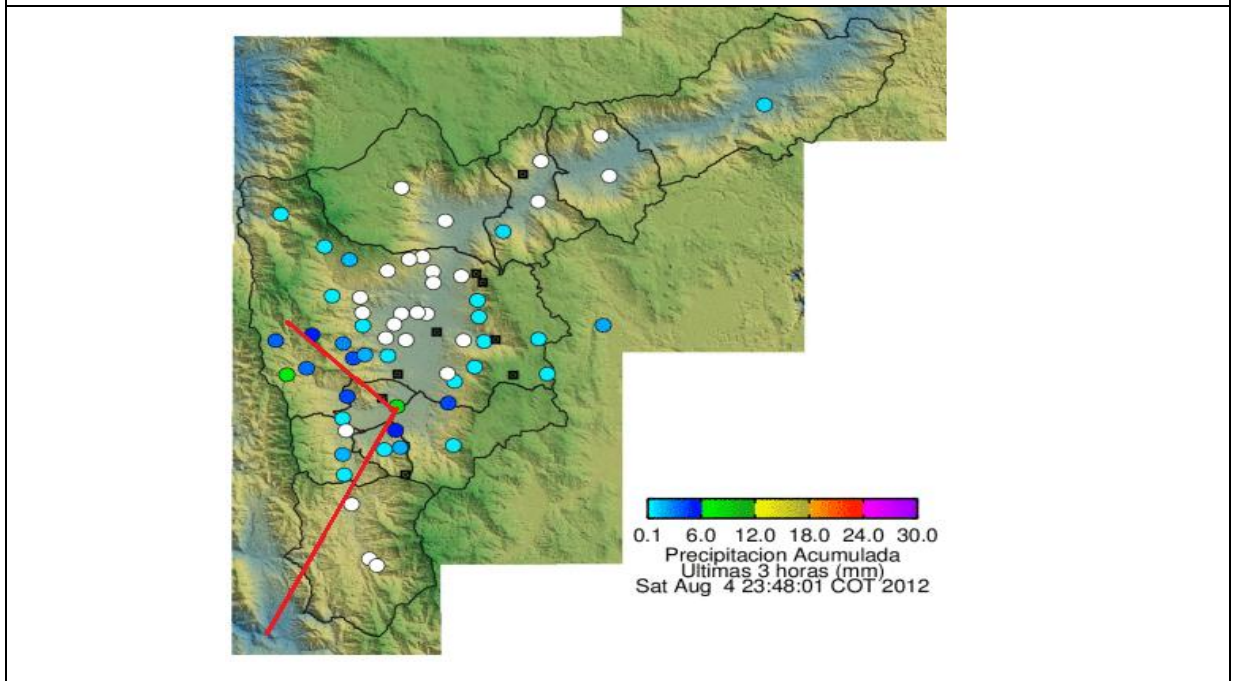 0.1 6.0 12.0 18.0 24.0 30.0
Precipitacion Acumulada
Ultimas 3 horas (mm)
Sat Aug 4 23:48:01 COT 2012